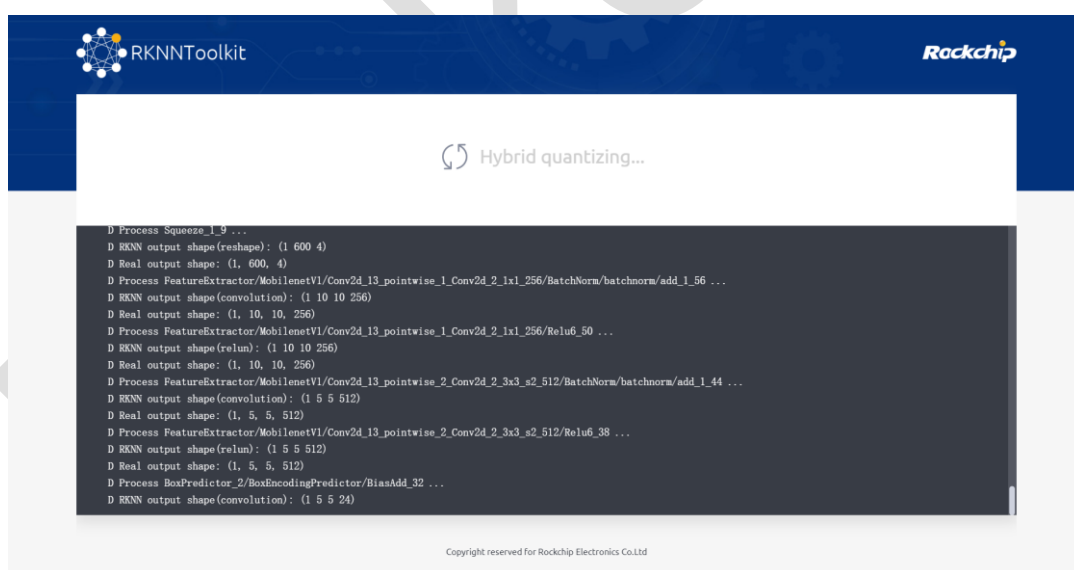 RKNNToolkit
Rockchip
Hybrid quantizing...
D Process Squeeze_1_9 ...
D RKNN output shape(reshape): (1 600 4)
D Real output shape: (1, 600, 4)
D Process FeatureExtractor/MobilenetV1/Conv2d_13_pointwise_1_Conv2d_2_1x1_256/BatchNorm/batchnorm/add_1_56 ...
D RKNN output shape(convolution): (1 10 10 256)
D Real output shape: (1, 10, 10, 256)
D Process FeatureExtractor/MobilenetV1/Conv2d_13_pointwise_1_Conv2d_2_1x1_256/Relu6_50 ...
D RKNN output shape(relun): (1 10 10 256)
D Real output shape: (1, 10, 10, 256)
D Process FeatureExtractor/MobilenetV1/Conv2d_13_pointwise_2_Conv2d_2_3x3_s2_512/BatchNorm/batchnorm/add_1_44 ...
D RKNN output shape(convolution): (1 5 5 512)
D Real output shape: (1, 5, 5, 512)
D Process FeatureExtractor/MobilenetV1/Conv2d_13_pointwise_2_Conv2d_2_3x3_s2_512/Relu6_38 ...
D RKNN output shape(relun): (1 5 5 512)
D Real output shape: (1, 5, 5, 512)
D Process BoxPredictor_2/BoxEncodingPredictor/BiasAdd_32 ...
D RKNN output shape(convolution): (1 5 5 24)
Copyright reserved for Rockchip Electronics Co.Ltd